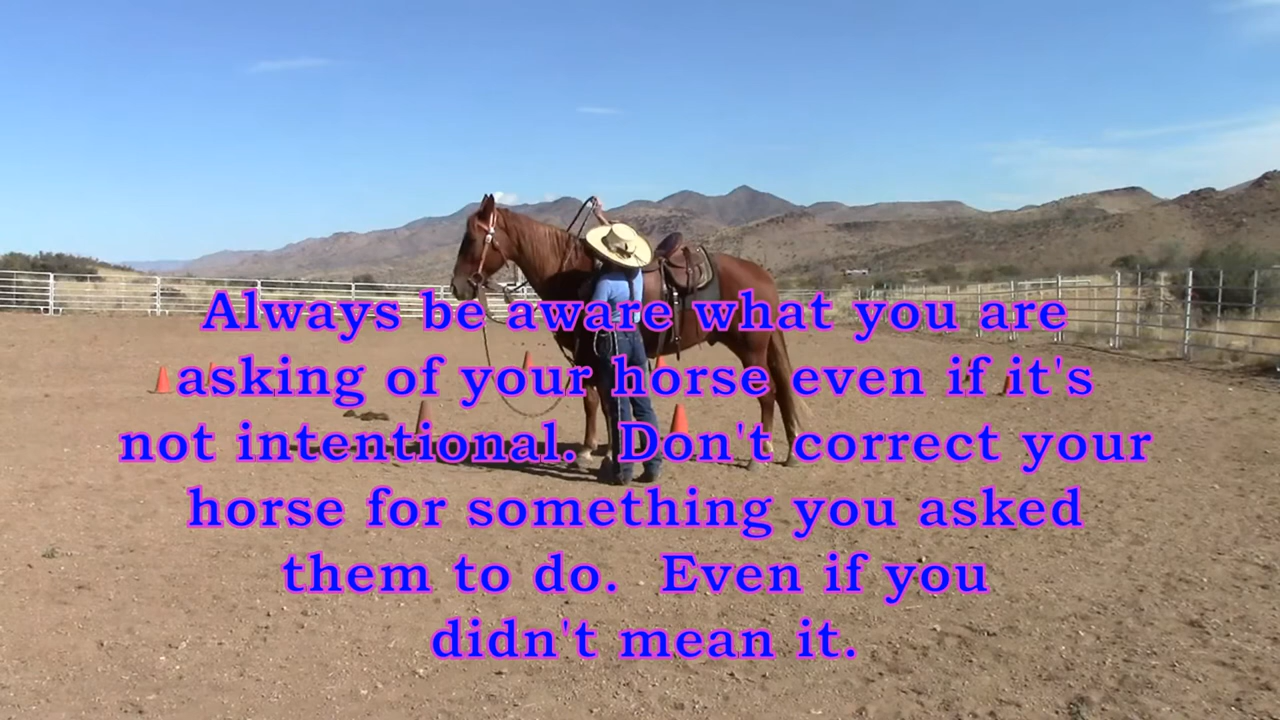 Always be aware what you are
asking of your horse even if it's
not intentional.  Don't correct your
horse for something you asked
them to do.  Even if you
didn't mean it.